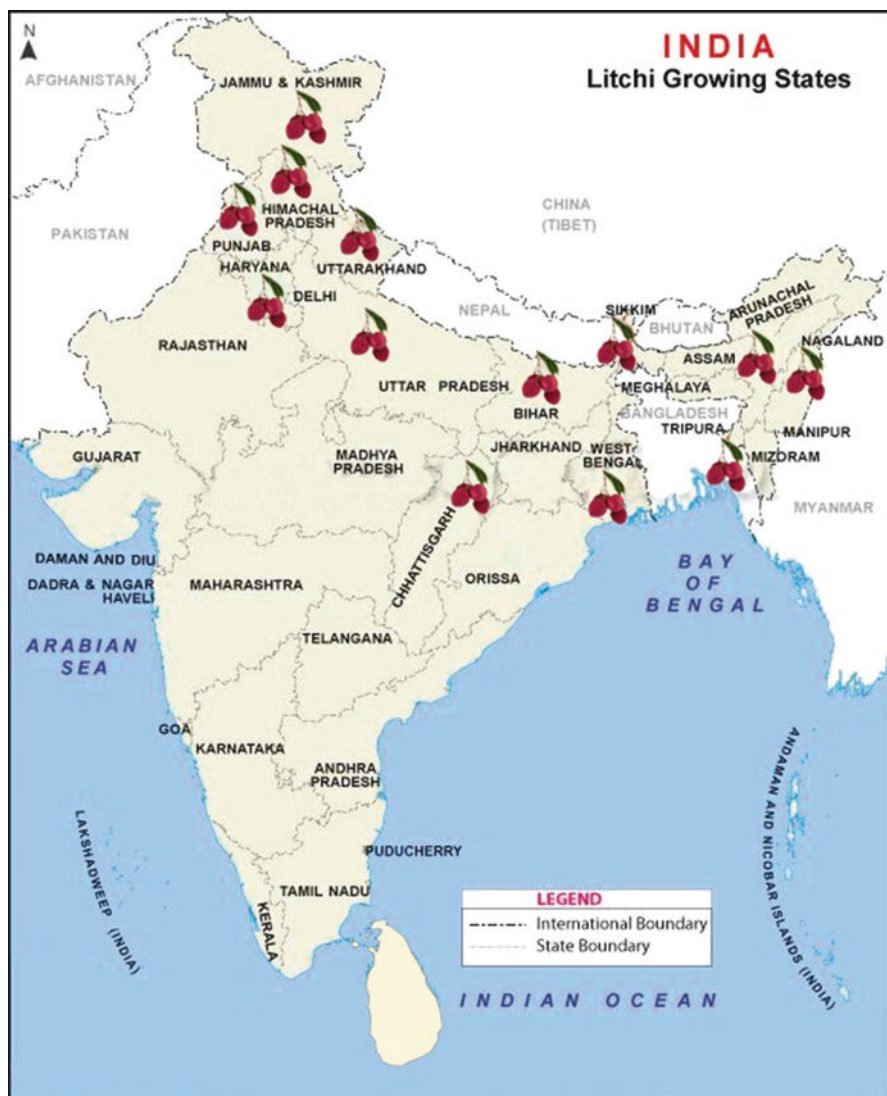 N
INDIA
Litchi Growing States
AFGHANISTAN
JAMMU & KASHMIR
CHINA
(TIBET)
PAKISTAN
HIMACHAL
PRADESH
PUNJAB
HARYANA
UTTARAKHAND
DELHI
NEPAL
SIKKIM
BHUTAN
ARUNACHAL
PRADESH
RAJASTHAN
ASSAM
NAGALAND
UTTAR PRADESH
BIHAR
MEGHALAYA
BANGLADESH
TRIPURA
MANIPUR
GUJARAT
MADHYA
PRADESH
JHARKHAND
WEST
BENGAL
MIZORAM
MYANMAR
CHHATTISGARH
DAMAN AND DIU
DADRA & NAGAR
HAVELI
MAHARASHTRA
ORISSA
BAY
OF
BENGAL
ARABIAN
SEA
TELANGANA
GOA
KARNATAKA
ANDHRA
PRADESH
LAKSHADWEEP (INDIA)
PUDUCHERRY
ANDAMAN AND NICOBAR ISLANDS (INDIA)
KERALA
TAMIL NADU
LEGEND
International Boundary
State Boundary
INDIAN OCEAN